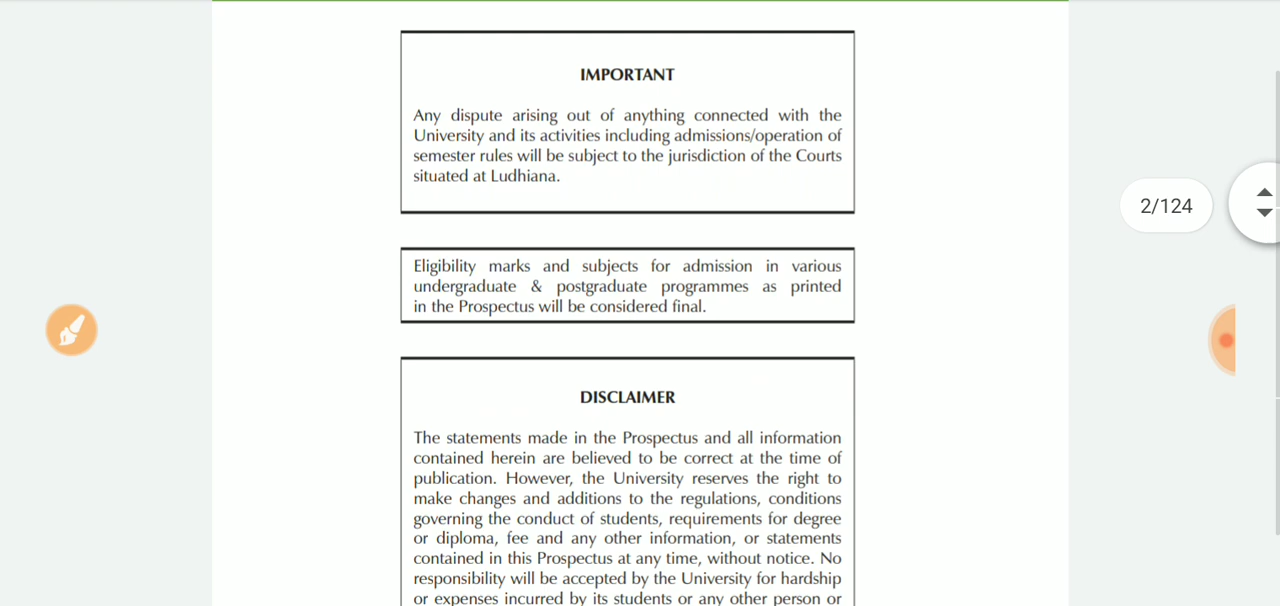 IMPORTANT
Any dispute arising out of anything connected with the
University and its activities including admissions/operation of
semester rules will be subject to the jurisdiction of the Courts
situated at Ludhiana.
2/124
Eligibility marks and subjects for admission in various
undergraduate & postgraduate programmes as printed
in the Prospectus will be considered final.
DISCLAIMER
The statements made in the Prospectus and all information
contained herein are believed to be correct at the time of
publication. However, the University reserves the right to
make changes and additions to the regulations, conditions
governing the conduct of students, requirements for degree
or diploma, fee and any other information, or statements
contained in this Prospectus at any time, without notice. No
responsibility will be accepted by the University for hardship
or expenses incurred by its students or any other person or